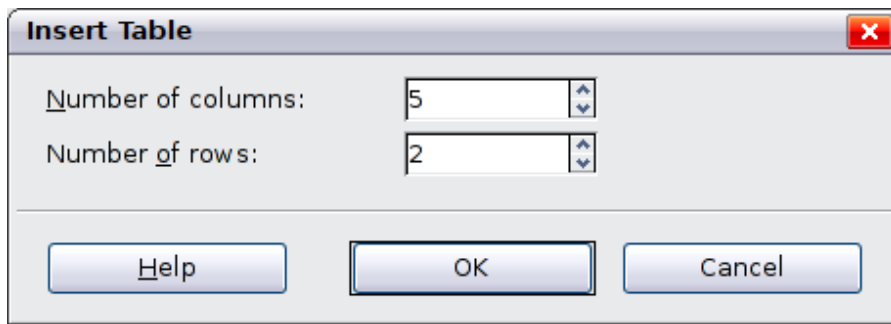 Insert Table
Number of columns: 5
Number of rows: 2
Help OK Cancel